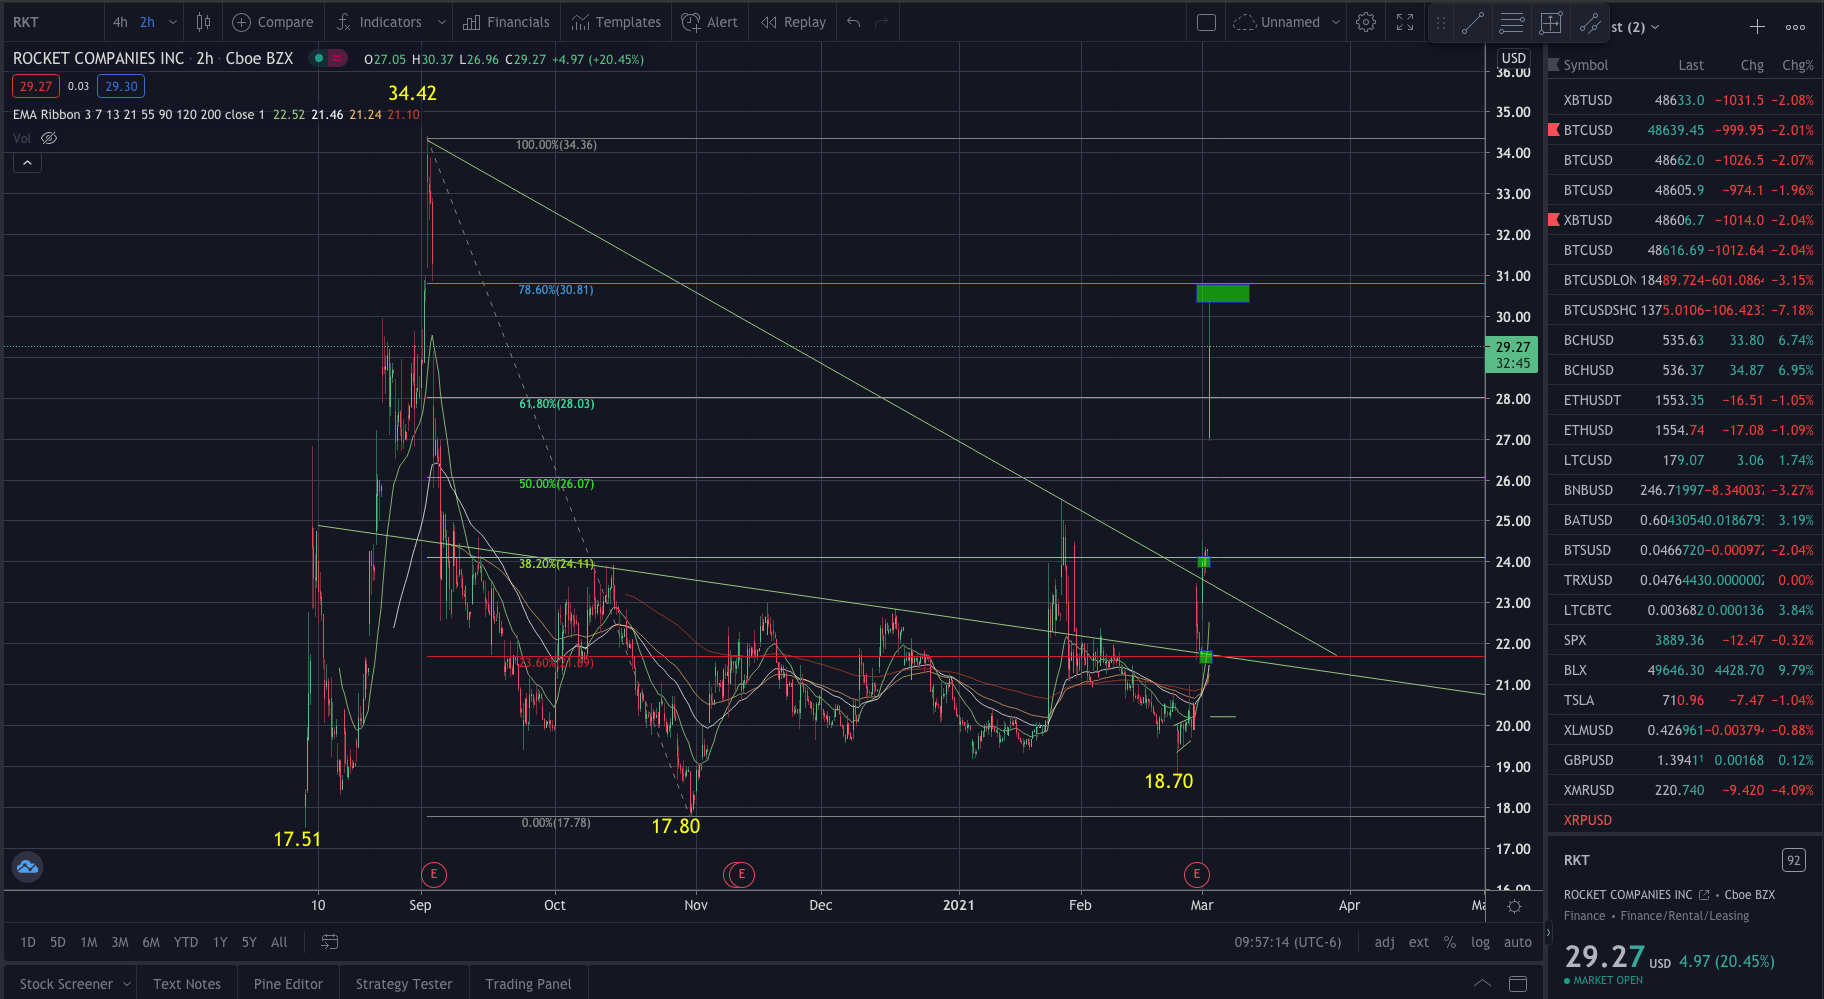 RKT 4h 2h Compare Indicators Financials Templates Alert Replay Unnamed st (2)
ROCKET COMPANIES INC · 2h · Cboe BZX O27.05 H30.37 L26.96 C29.27 +4.97 (+20.45%)
29.27 0.03 29.30
EMA Ribbon 3 7 13 21 55 90 120 200 close 1 22.52 21.46 21.24 21.10
Vol
34.42
100.00%(34.36)
78.60%(30.81)
61.80%(28.03)
50.00%(26.07)
38.20%(24.11)
23.60%(21.69)
0.00%(17.78)
17.51
17.80
18.70
E
E
E
USD
36.00
35.00
34.00
33.00
32.00
31.00
30.00
29.27
32:45
28.00
27.00
26.00
25.00
24.00
23.00
22.00
21.00
20.00
19.00
18.00
17.00
16.00
10 Sep Oct Nov Dec 2021 Feb Mar Apr Ma
1D 5D 1M 3M 6M YTD 1Y 5Y All 09:57:14 (UTC-6) adj ext % log auto
Stock Screener Text Notes Pine Editor Strategy Tester Trading Panel
Symbol Last Chg Chg%
XBTUSD 48633.0 −1031.5 −2.08%
BTCUSD 48639.45 −999.95 −2.01%
BTCUSD 48662.0 −1026.5 −2.07%
BTCUSD 48605.9 −974.1 −1.96%
XBTUSD 48606.7 −1014.0 −2.04%
BTCUSD 48616.69 −1012.64 −2.04%
BTCUSDLON 18489.724 −601.0864 −3.15%
BTCUSDSHO 1375.0106 −106.423 −7.18%
BCHUSD 535.63 33.80 6.74%
BCHUSD 536.37 34.87 6.95%
ETHUSDT 1553.35 −16.51 −1.05%
ETHUSD 1554.74 −17.08 −1.09%
LTCUSD 179.07 3.06 1.74%
BNBUSD 246.71997 −8.34003 −3.27%
BATUSD 0.6043054 0.018679 3.19%
BTSUSD 0.0466720 −0.00097 −2.04%
TRXUSD 0.0476443 0.000000 0.00%
LTCBTC 0.003682 0.000136 3.84%
SPX 3889.36 −12.47 −0.32%
BLX 49646.30 4428.70 9.79%
TSLA 710.96 −7.47 −1.04%
XLMUSD 0.426961 −0.00379 −0.88%
GBPUSD 1.39411 0.00168 0.12%
XMRUSD 220.740 −9.420 −4.09%
XRPUSD
RKT 92
ROCKET COMPANIES INC • Cboe BZX
Finance • Finance/Rental/Leasing
29.27 USD 4.97 (20.45%)
MARKET OPEN